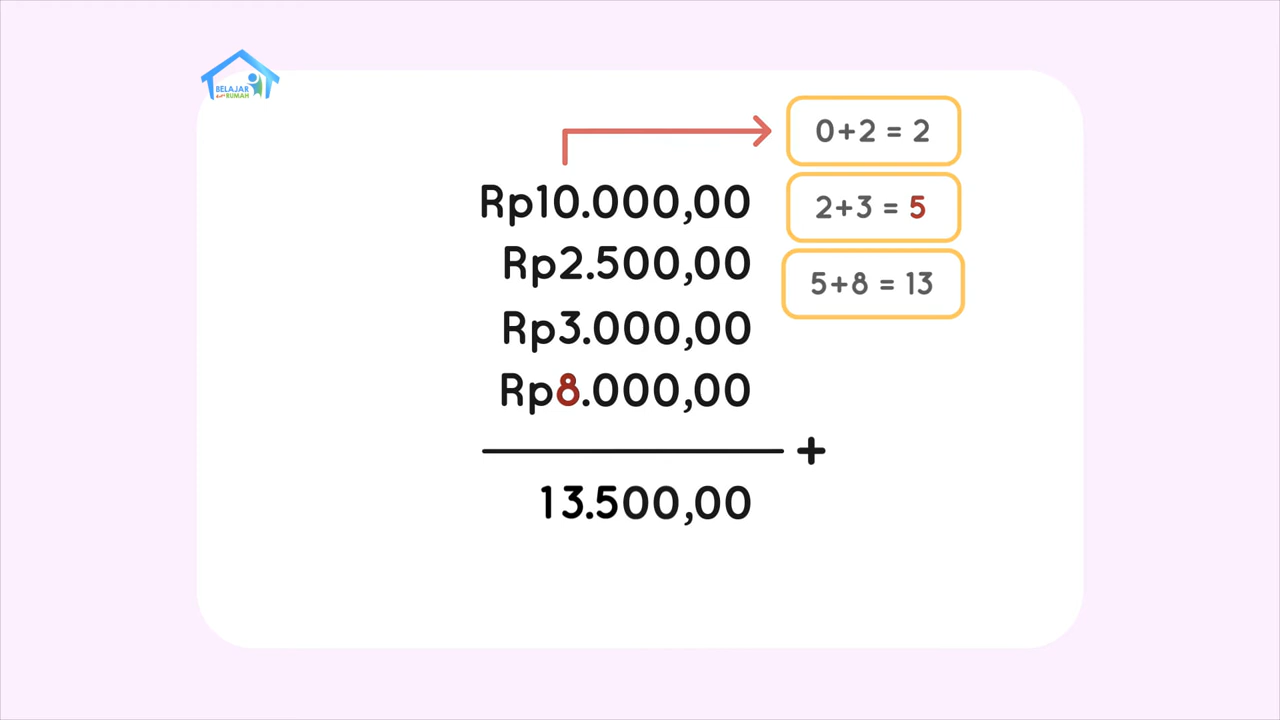 BELAJAR
RUMAH
0+2 = 2
2+3 = 5
5+8 = 13
Rp10.000,00
Rp2.500,00
Rp3.000,00
Rp8.000,00
+
13.500,00